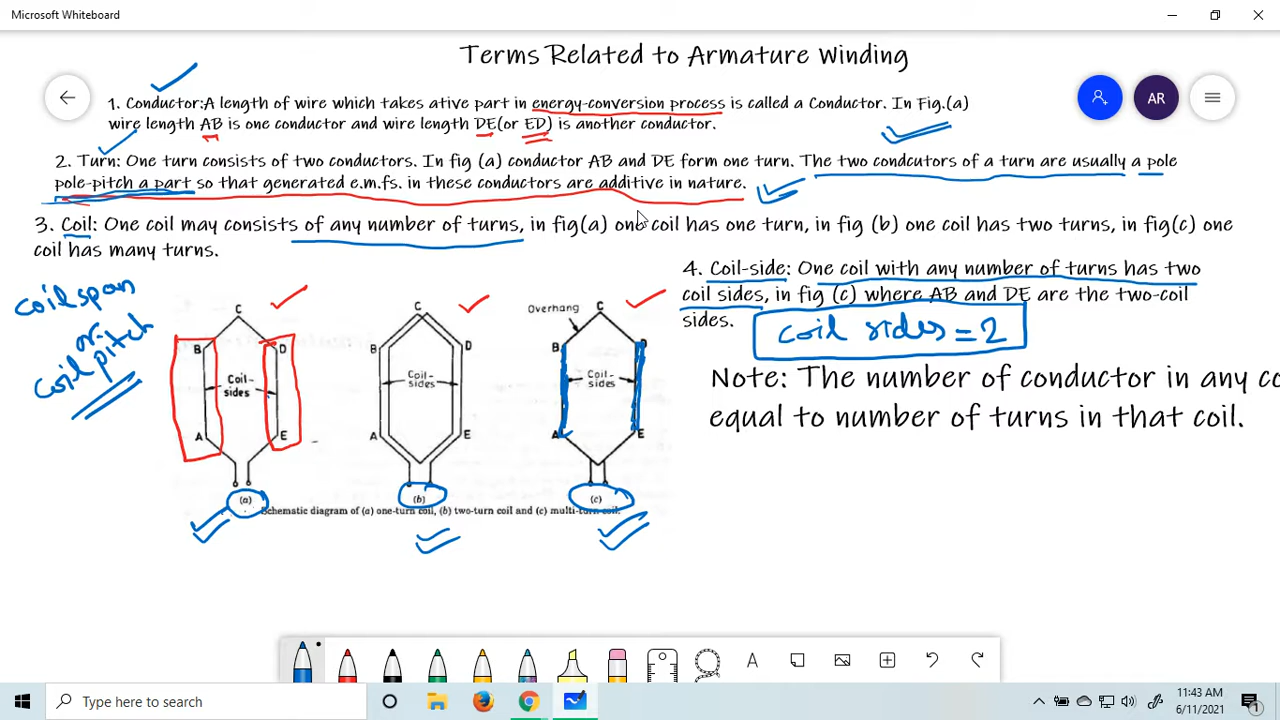 Microsoft Whiteboard
Terms Related to Armature Winding
1. Conductor:A length of wire which takes ative part in energy-conversion process is called a Conductor. In Fig.(a)
wire length AB is one conductor and wire length DE(or ED) is another conductor.
AR
2. Turn: One turn consists of two conductors. In fig (a) conductor AB and DE form one turn. The two condcutors of a turn are usually a pole
pole-pitch a part so that generated e.m.fs. in these conductors are additive in nature.
3. Coil: One coil may consists of any number of turns, in fig(a) one coil has one turn, in fig (b) one coil has two turns, in fig(c) one
coil has many turns.
4. Coil-side: One coil with any number of turns has two
coil sides, in fig (c) where AB and DE are the two-coil
sides.
coil sides = 2
Note: The number of conductor in any co
equal to number of turns in that coil.
coil span
or
coil pitch
C
B D
Coil-
sides
A E
(a)
C
B D
Coil-
sides
A E
(b)
Overhang C
B D
Coil-
sides
A E
(c)
Schematic diagram of (a) one-turn coil, (b) two-turn coil and (c) multi-turn coil.
A
Type here to search
11:43 AM
6/11/2021
1